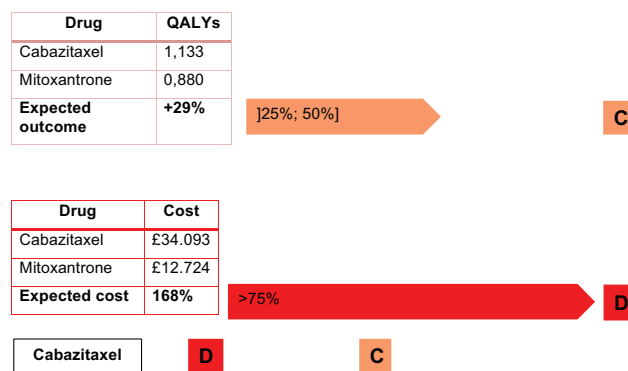 Drug QALYs
Cabazitaxel 1,133
Mitoxantrone 0,880
Expected +29%
outcome
]25%; 50%]
C
Drug Cost
Cabazitaxel £34.093
Mitoxantrone £12.724
Expected cost 168%
>75%
D
Cabazitaxel D C